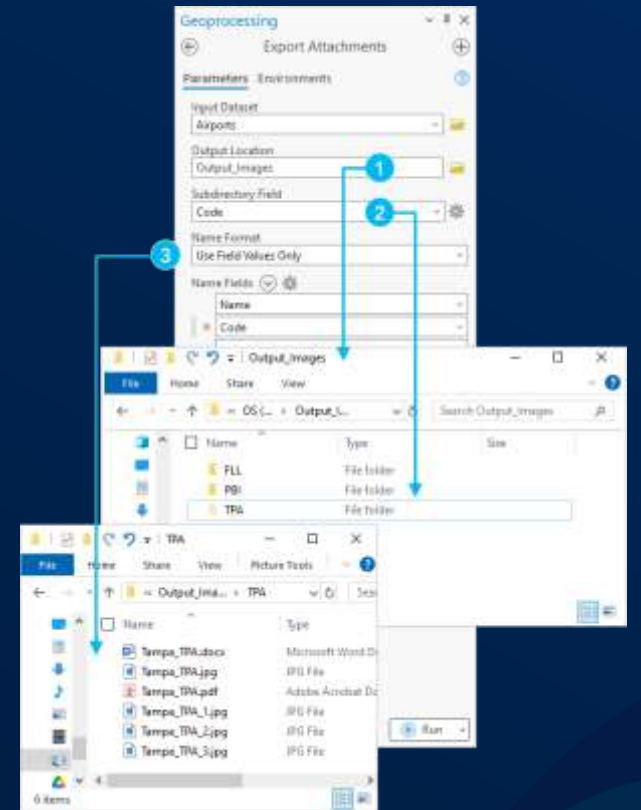 Geoprocessing
Export Attachments
Parameters Environments
Input Dataset
Airports
Output Location
Output_Images
1
Subdirectory Field
Code
2
3
Name Format
Use Field Values Only
Name Fields
Name
Code
Output_Images
File Home Share View
OS (... Output_I... Search Output_Images
Name Type Size
FLL File folder
PBI File folder
TPA File folder
TPA
File Home Share View Picture Tools
Output_Ima... TPA
Name Type
Tampa_TPA.docx Microsoft Word D
Tampa_TPA.jpg JPG File
Tampa_TPA.pdf Adobe Acrobat Do
Tampa_TPA_1.jpg JPG File
Tampa_TPA_2.jpg JPG File
Tampa_TPA_3.jpg JPG File
Run
6 items